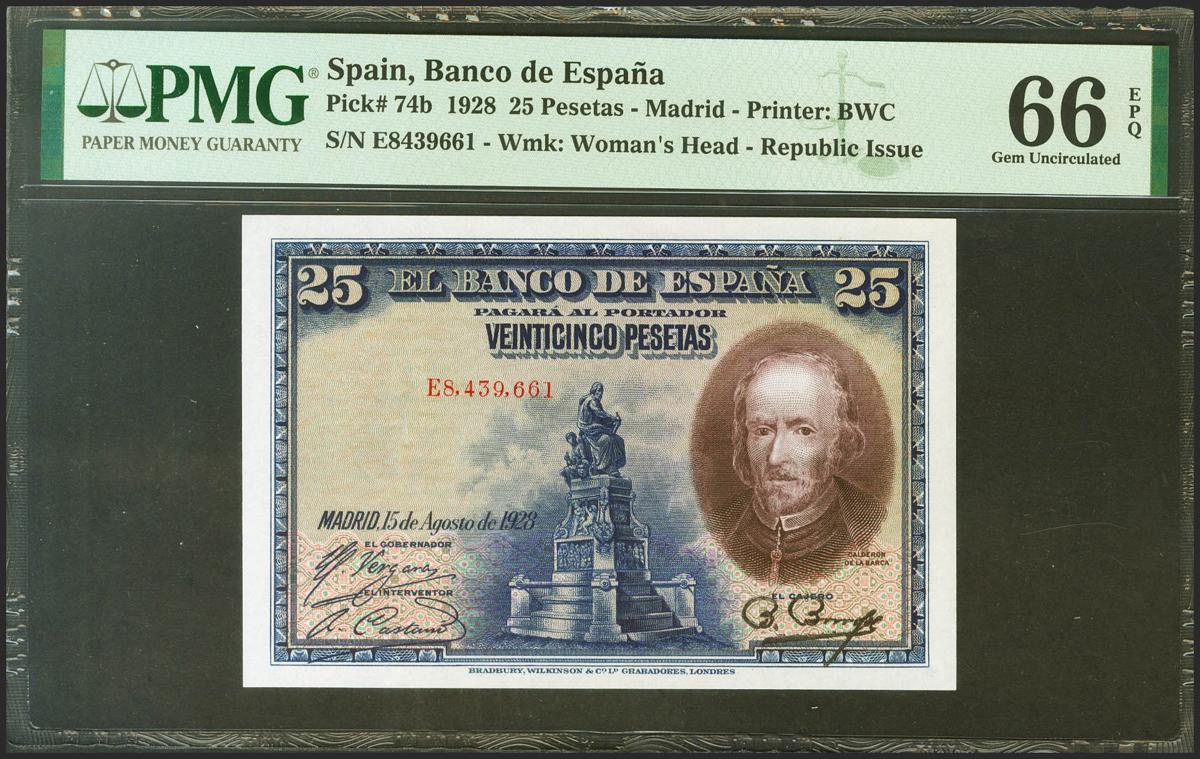 PMG®
PAPER MONEY GUARANTY
Spain, Banco de España
Pick# 74b 1928 25 Pesetas - Madrid - Printer: BWC
S/N E8439661 - Wmk: Woman's Head - Republic Issue
66
EPQ
Gem Uncirculated
25 EL BANCO DE ESPAÑA 25
PAGARÁ AL PORTADOR
VEINTICINCO PESETAS
E8,439,661
MADRID, 15 de Agosto de 1928
EL GOBERNADOR
EL INTERVENTOR
CALDERON
DE LA BARCA
EL CAJERO
BRADBURY, WILKINSON & Cº Lᴰ GRABADORES, LONDRES